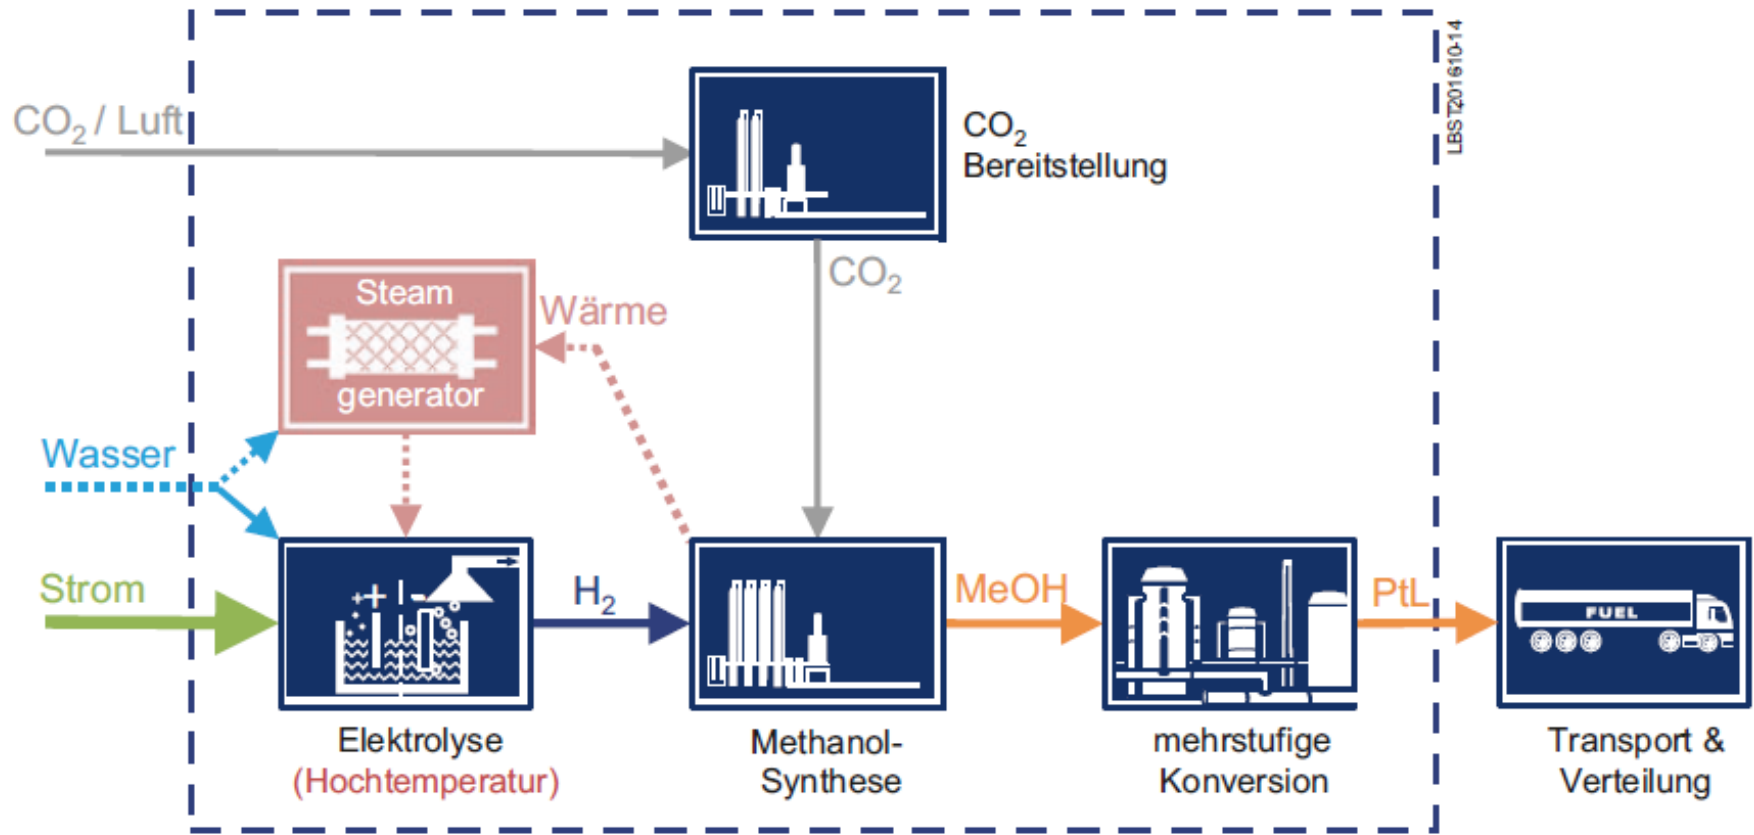 LBST201610-14
CO₂ / Luft
CO₂
Bereitstellung
CO₂
Steam
generator
Wärme
Wasser
Strom
H₂
MeOH
PtL
FUEL
Elektrolyse
(Hochtemperatur)
Methanol-
Synthese
mehrstufige
Konversion
Transport &
Verteilung